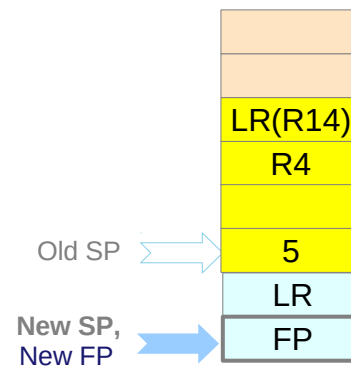 LR(R14)
R4
Old SP
5
LR
New SP,
FP
New FP